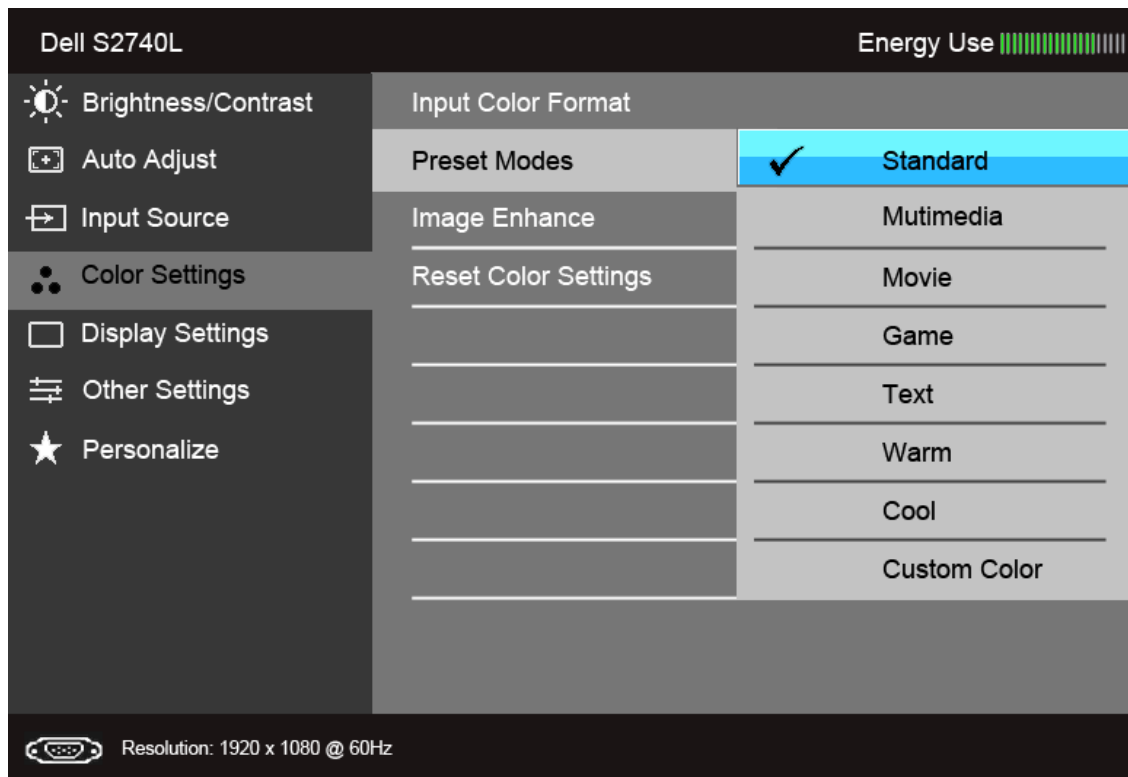 Dell S2740L
Energy Use
Brightness/Contrast
Auto Adjust
Input Source
Color Settings
Display Settings
Other Settings
Personalize
Input Color Format
Preset Modes
Image Enhance
Reset Color Settings
Standard
Mutimedia
Movie
Game
Text
Warm
Cool
Custom Color
Resolution: 1920 x 1080 @ 60Hz